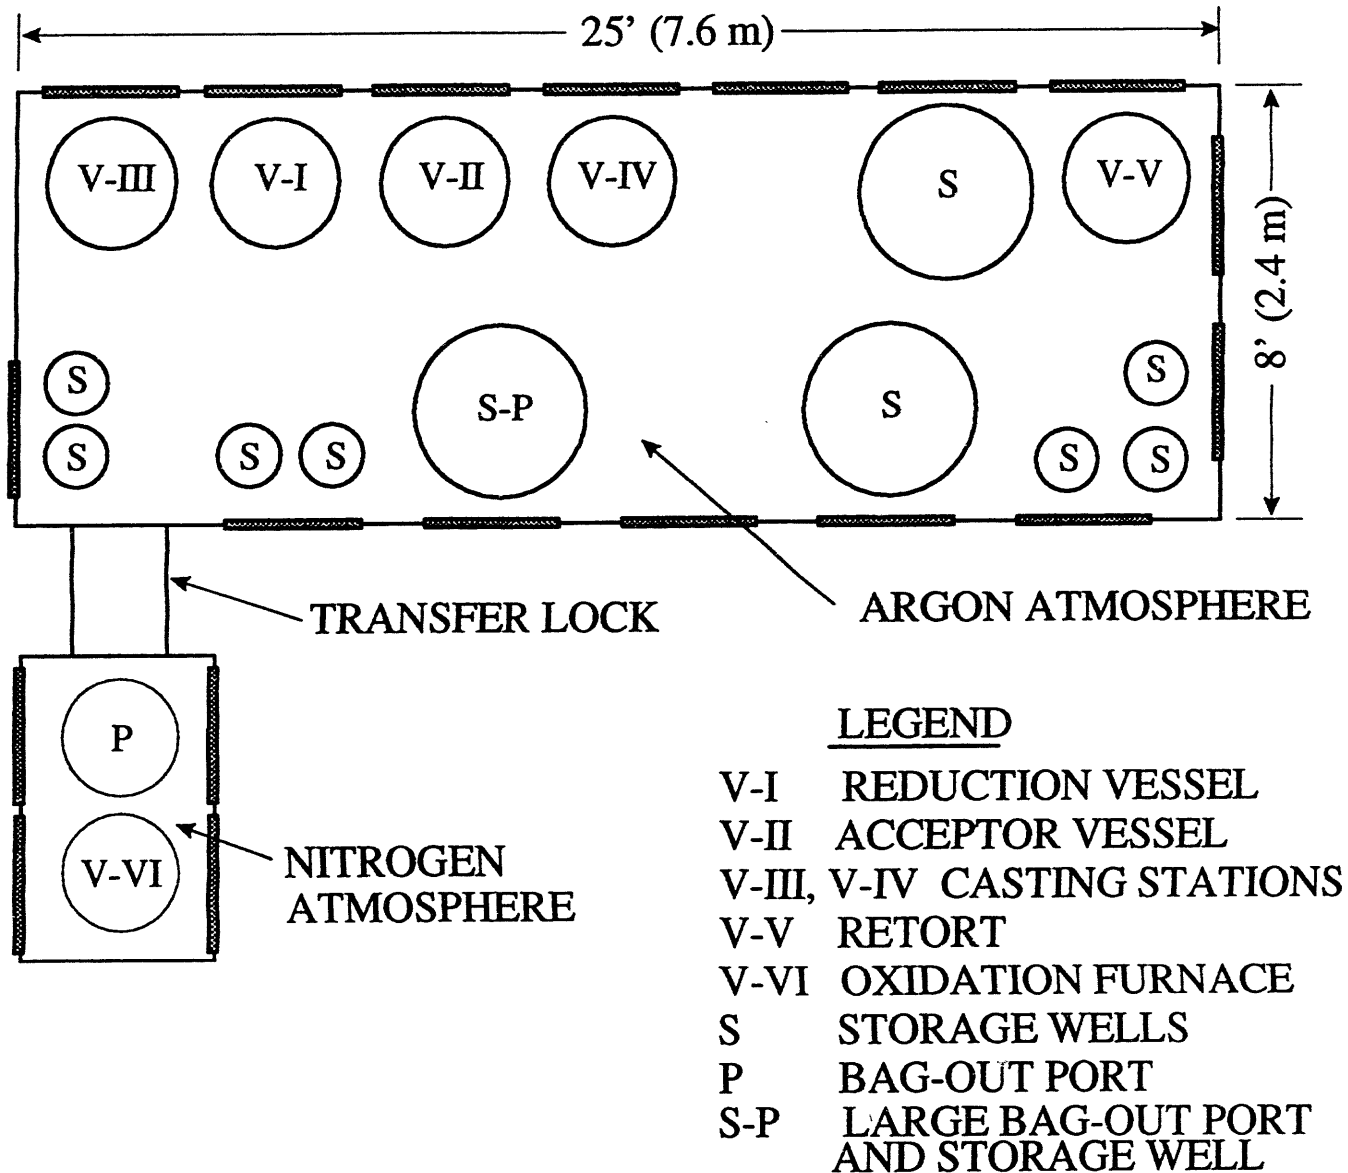 25' (7.6 m)
V-III V-I V-II V-IV S V-V
8' (2.4 m)
S S-P S S
S S S S S
TRANSFER LOCK
ARGON ATMOSPHERE
P
V-VI
NITROGEN
ATMOSPHERE
LEGEND
V-I REDUCTION VESSEL
V-II ACCEPTOR VESSEL
V-III, V-IV CASTING STATIONS
V-V RETORT
V-VI OXIDATION FURNACE
S STORAGE WELLS
P BAG-OUT PORT
S-P LARGE BAG-OUT PORT
AND STORAGE WELL